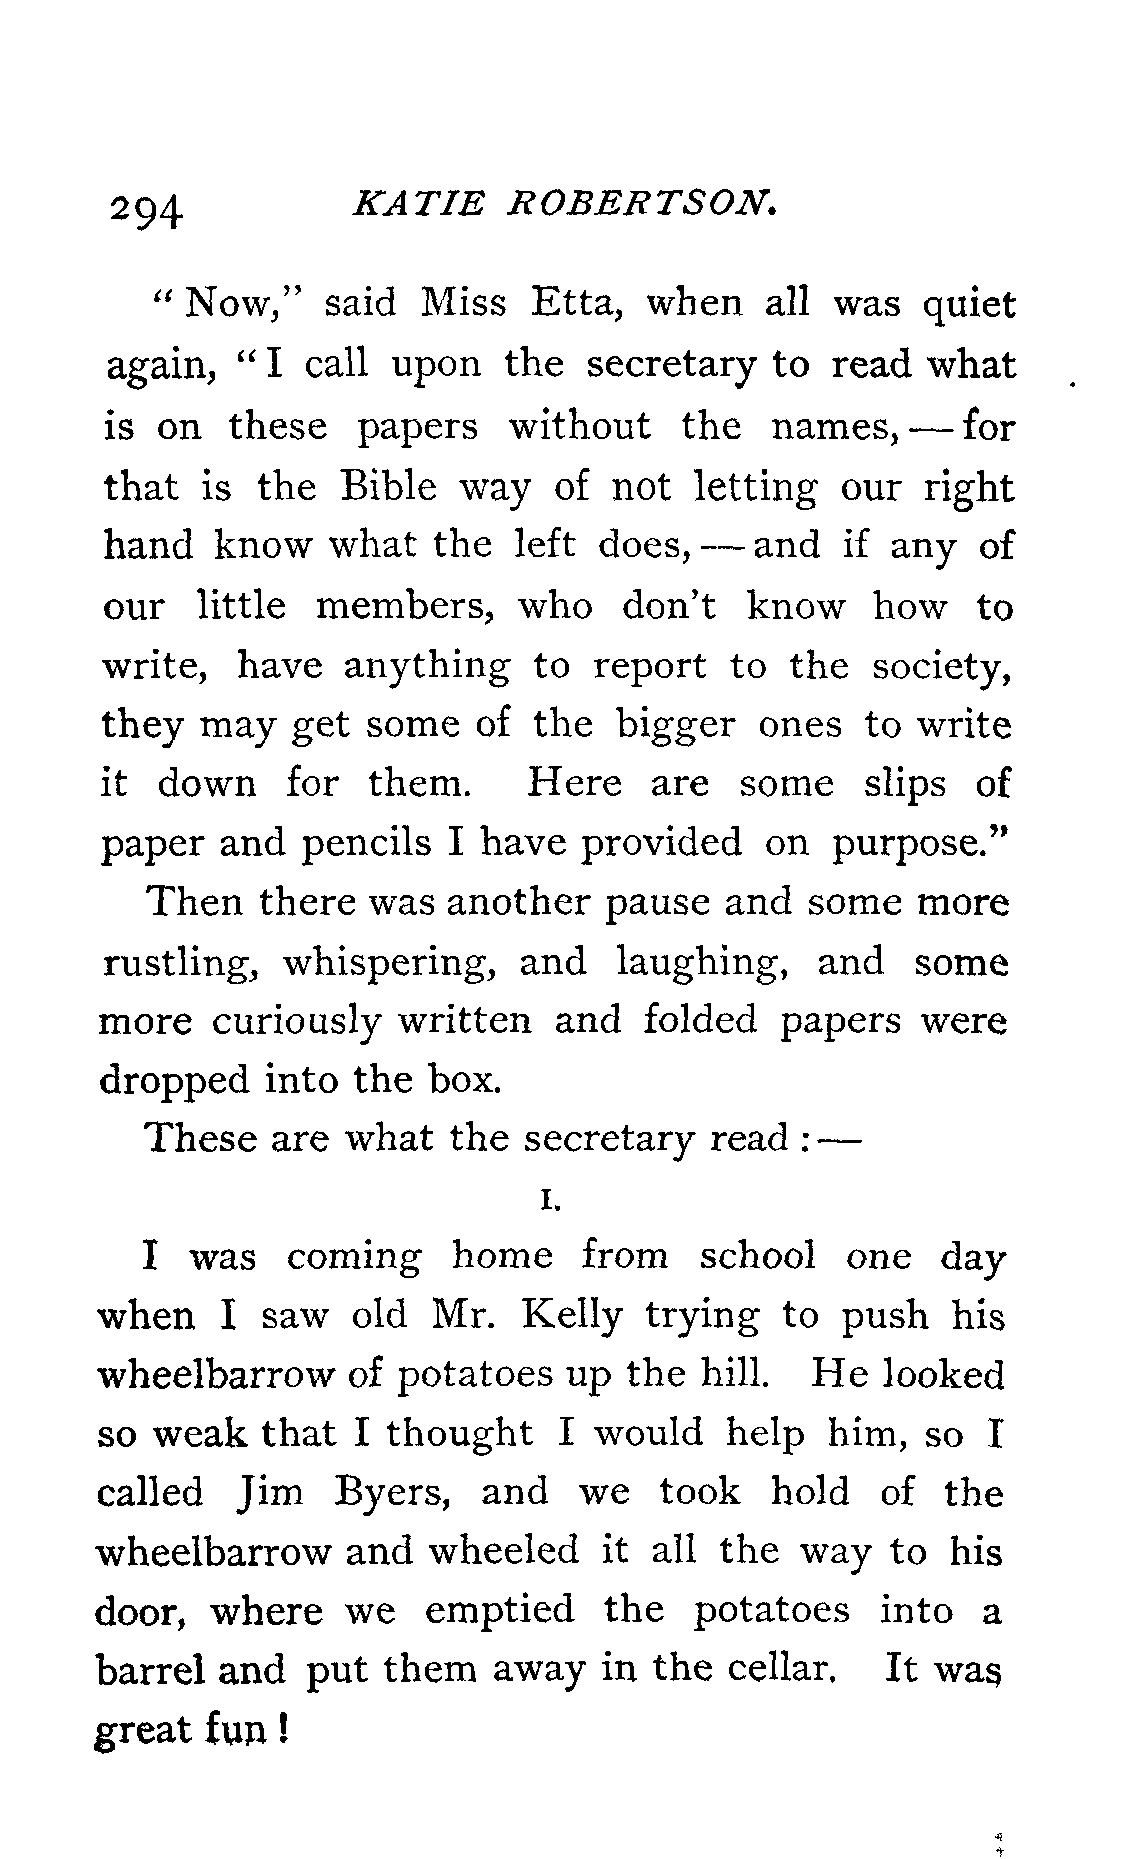 294 KATIE ROBERTSON.
“Now,” said Miss Etta, when all was quiet
again, “I call upon the secretary to read what
is on these papers without the names,—for
that is the Bible way of not letting our right
hand know what the left does,—and if any of
our little members, who don't know how to
write, have anything to report to the society,
they may get some of the bigger ones to write
it down for them. Here are some slips of
paper and pencils I have provided on purpose.”
Then there was another pause and some more
rustling, whispering, and laughing, and some
more curiously written and folded papers were
dropped into the box.
These are what the secretary read:—
I.
I was coming home from school one day
when I saw old Mr. Kelly trying to push his
wheelbarrow of potatoes up the hill. He looked
so weak that I thought I would help him, so I
called Jim Byers, and we took hold of the
wheelbarrow and wheeled it all the way to his
door, where we emptied the potatoes into a
barrel and put them away in the cellar. It was
great fun!